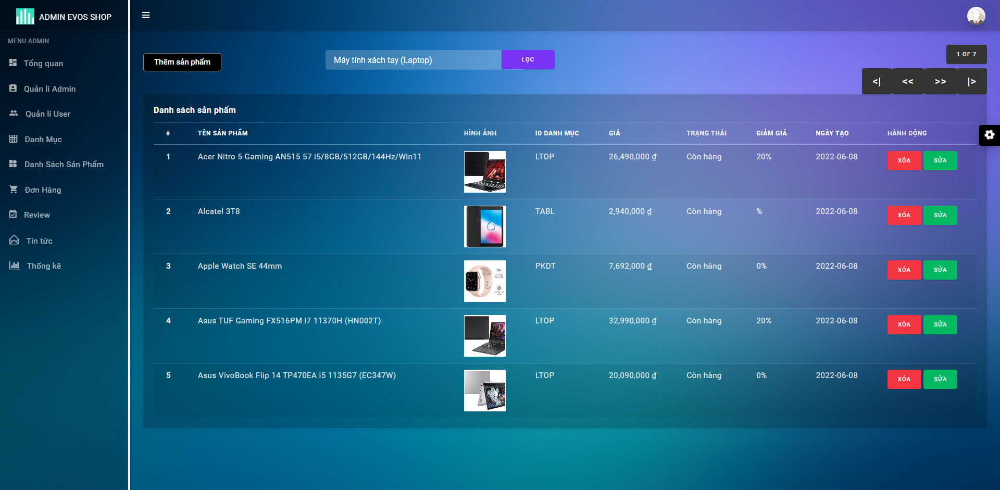 ADMIN EVOS SHOP
MENU ADMIN
Tổng quan
Quản lí Admin
Quản lí User
Danh Mục
Danh Sách Sản Phẩm
Đơn Hàng
Review
Tin tức
Thống kê
Thêm sản phẩm
Máy tính xách tay (Laptop) LỌC
1 OF 7
<| << >> |>
Danh sách sản phẩm
# TÊN SẢN PHẨM HÌNH ẢNH ID DANH MỤC GIÁ TRẠNG THÁI GIẢM GIÁ NGÀY TẠO HÀNH ĐỘNG
1 Acer Nitro 5 Gaming AN515 57 i5/8GB/512GB/144Hz/Win11 LTOP 26,490,000 ₫ Còn hàng 20% 2022-06-08 XÓA SỬA
2 Alcatel 3T8 TABL 2,940,000 ₫ Còn hàng % 2022-06-08 XÓA SỬA
3 Apple Watch SE 44mm PKDT 7,692,000 ₫ Còn hàng 0% 2022-06-08 XÓA SỬA
4 Asus TUF Gaming FX516PM i7 11370H (HN002T) LTOP 32,990,000 ₫ Còn hàng 20% 2022-06-08 XÓA SỬA
5 Asus VivoBook Flip 14 TP470EA i5 1135G7 (EC347W) LTOP 20,090,000 ₫ Còn hàng 0% 2022-06-08 XÓA SỬA